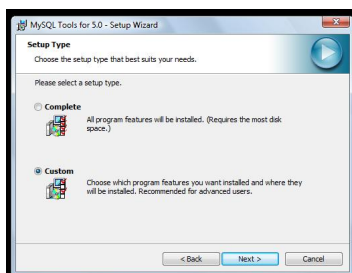 MySQL Tools for 5.0 - Setup Wizard
Setup Type
Choose the setup type that best suits your needs.
Please select a setup type.
Complete
All program features will be installed. (Requires the most disk
space.)
Custom
Choose which program features you want installed and where they
will be installed. Recommended for advanced users.
< Back Next > Cancel